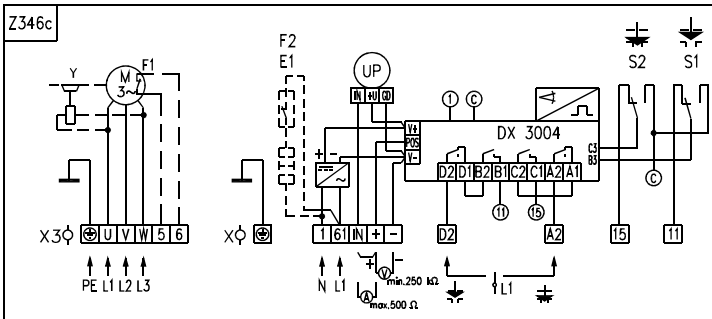 Z346c
F2
E1
S2 S1
Y
M
3~
F1
UP
IN +U GD
1 C
V+
POS
V-
DX 3004
C3
B3
+ -
D2 D1 B2 B1 C2 C1 A2 A1
C
11 15
X3 U V W 5 6
X 1 61 IN + -
D2 A2 15 11
PE L1 L2 L3
N L1
+ -
V min.250 kΩ
A max.500 Ω
L1